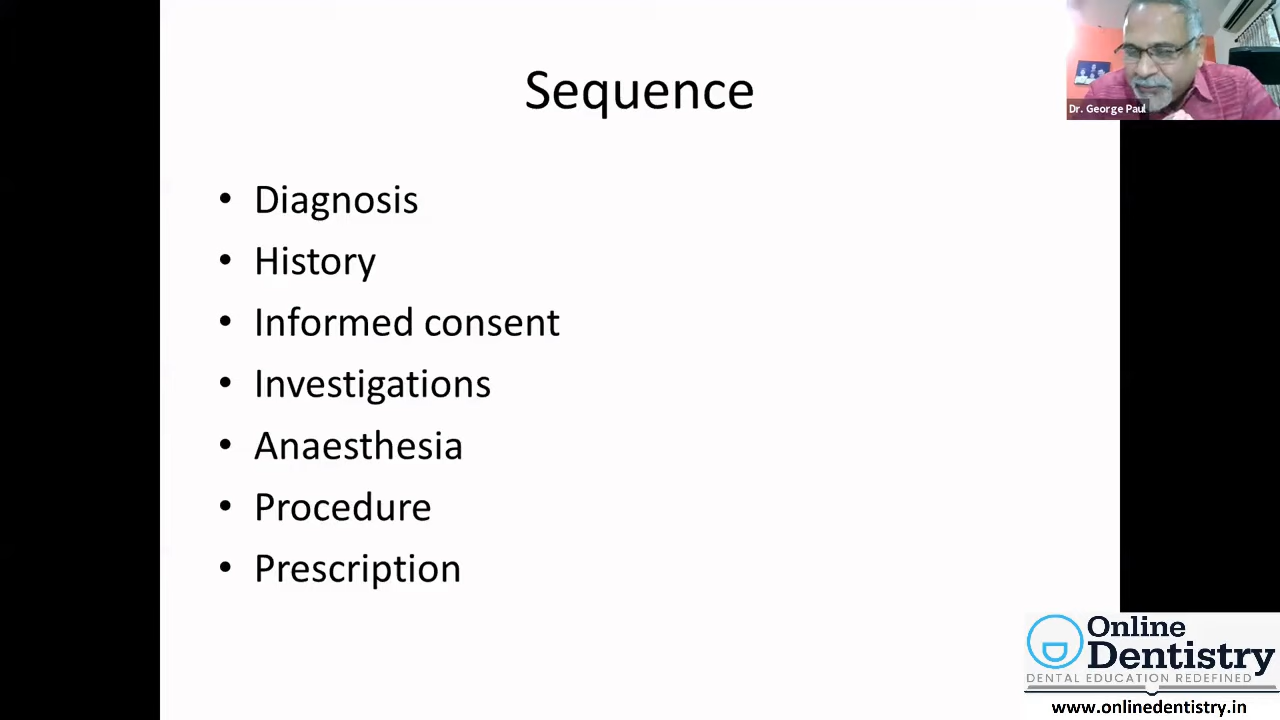 Sequence
Dr. George Paul
• Diagnosis
• History
• Informed consent
• Investigations
• Anaesthesia
• Procedure
• Prescription
Online
Dentistry
DENTAL EDUCATION REDEFINED
www.onlinedentistry.in